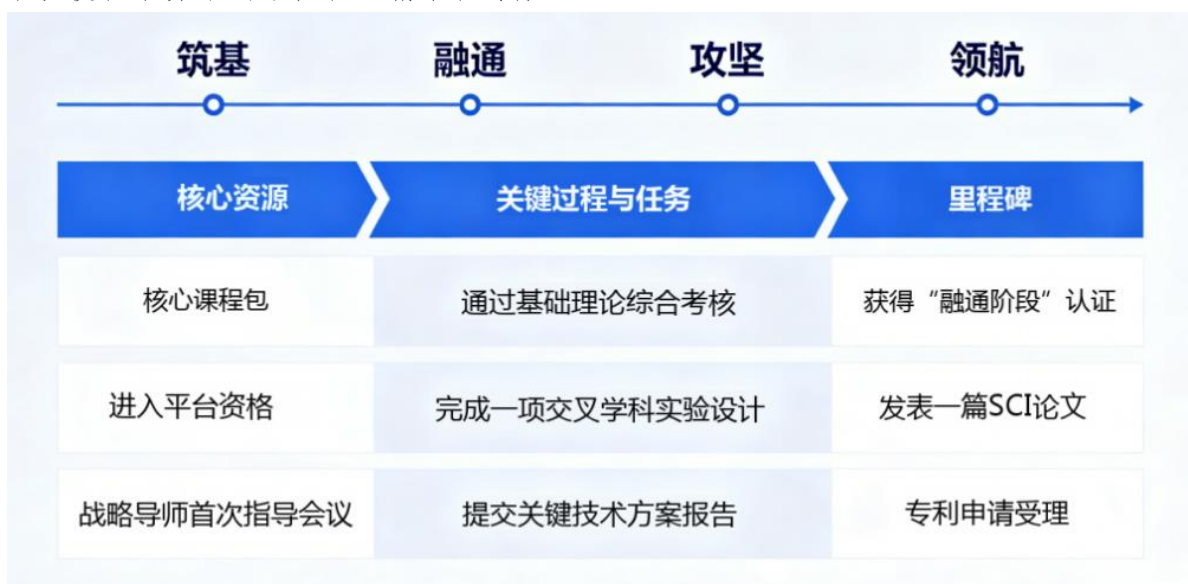 筑基 融通 攻坚 领航
核心资源 关键过程与任务 里程碑
核心课程包 通过基础理论综合考核 获得“融通阶段”认证
进入平台资格 完成一项交叉学科实验设计 发表一篇SCI论文
战略导师首次指导会议 提交关键技术方案报告 专利申请受理